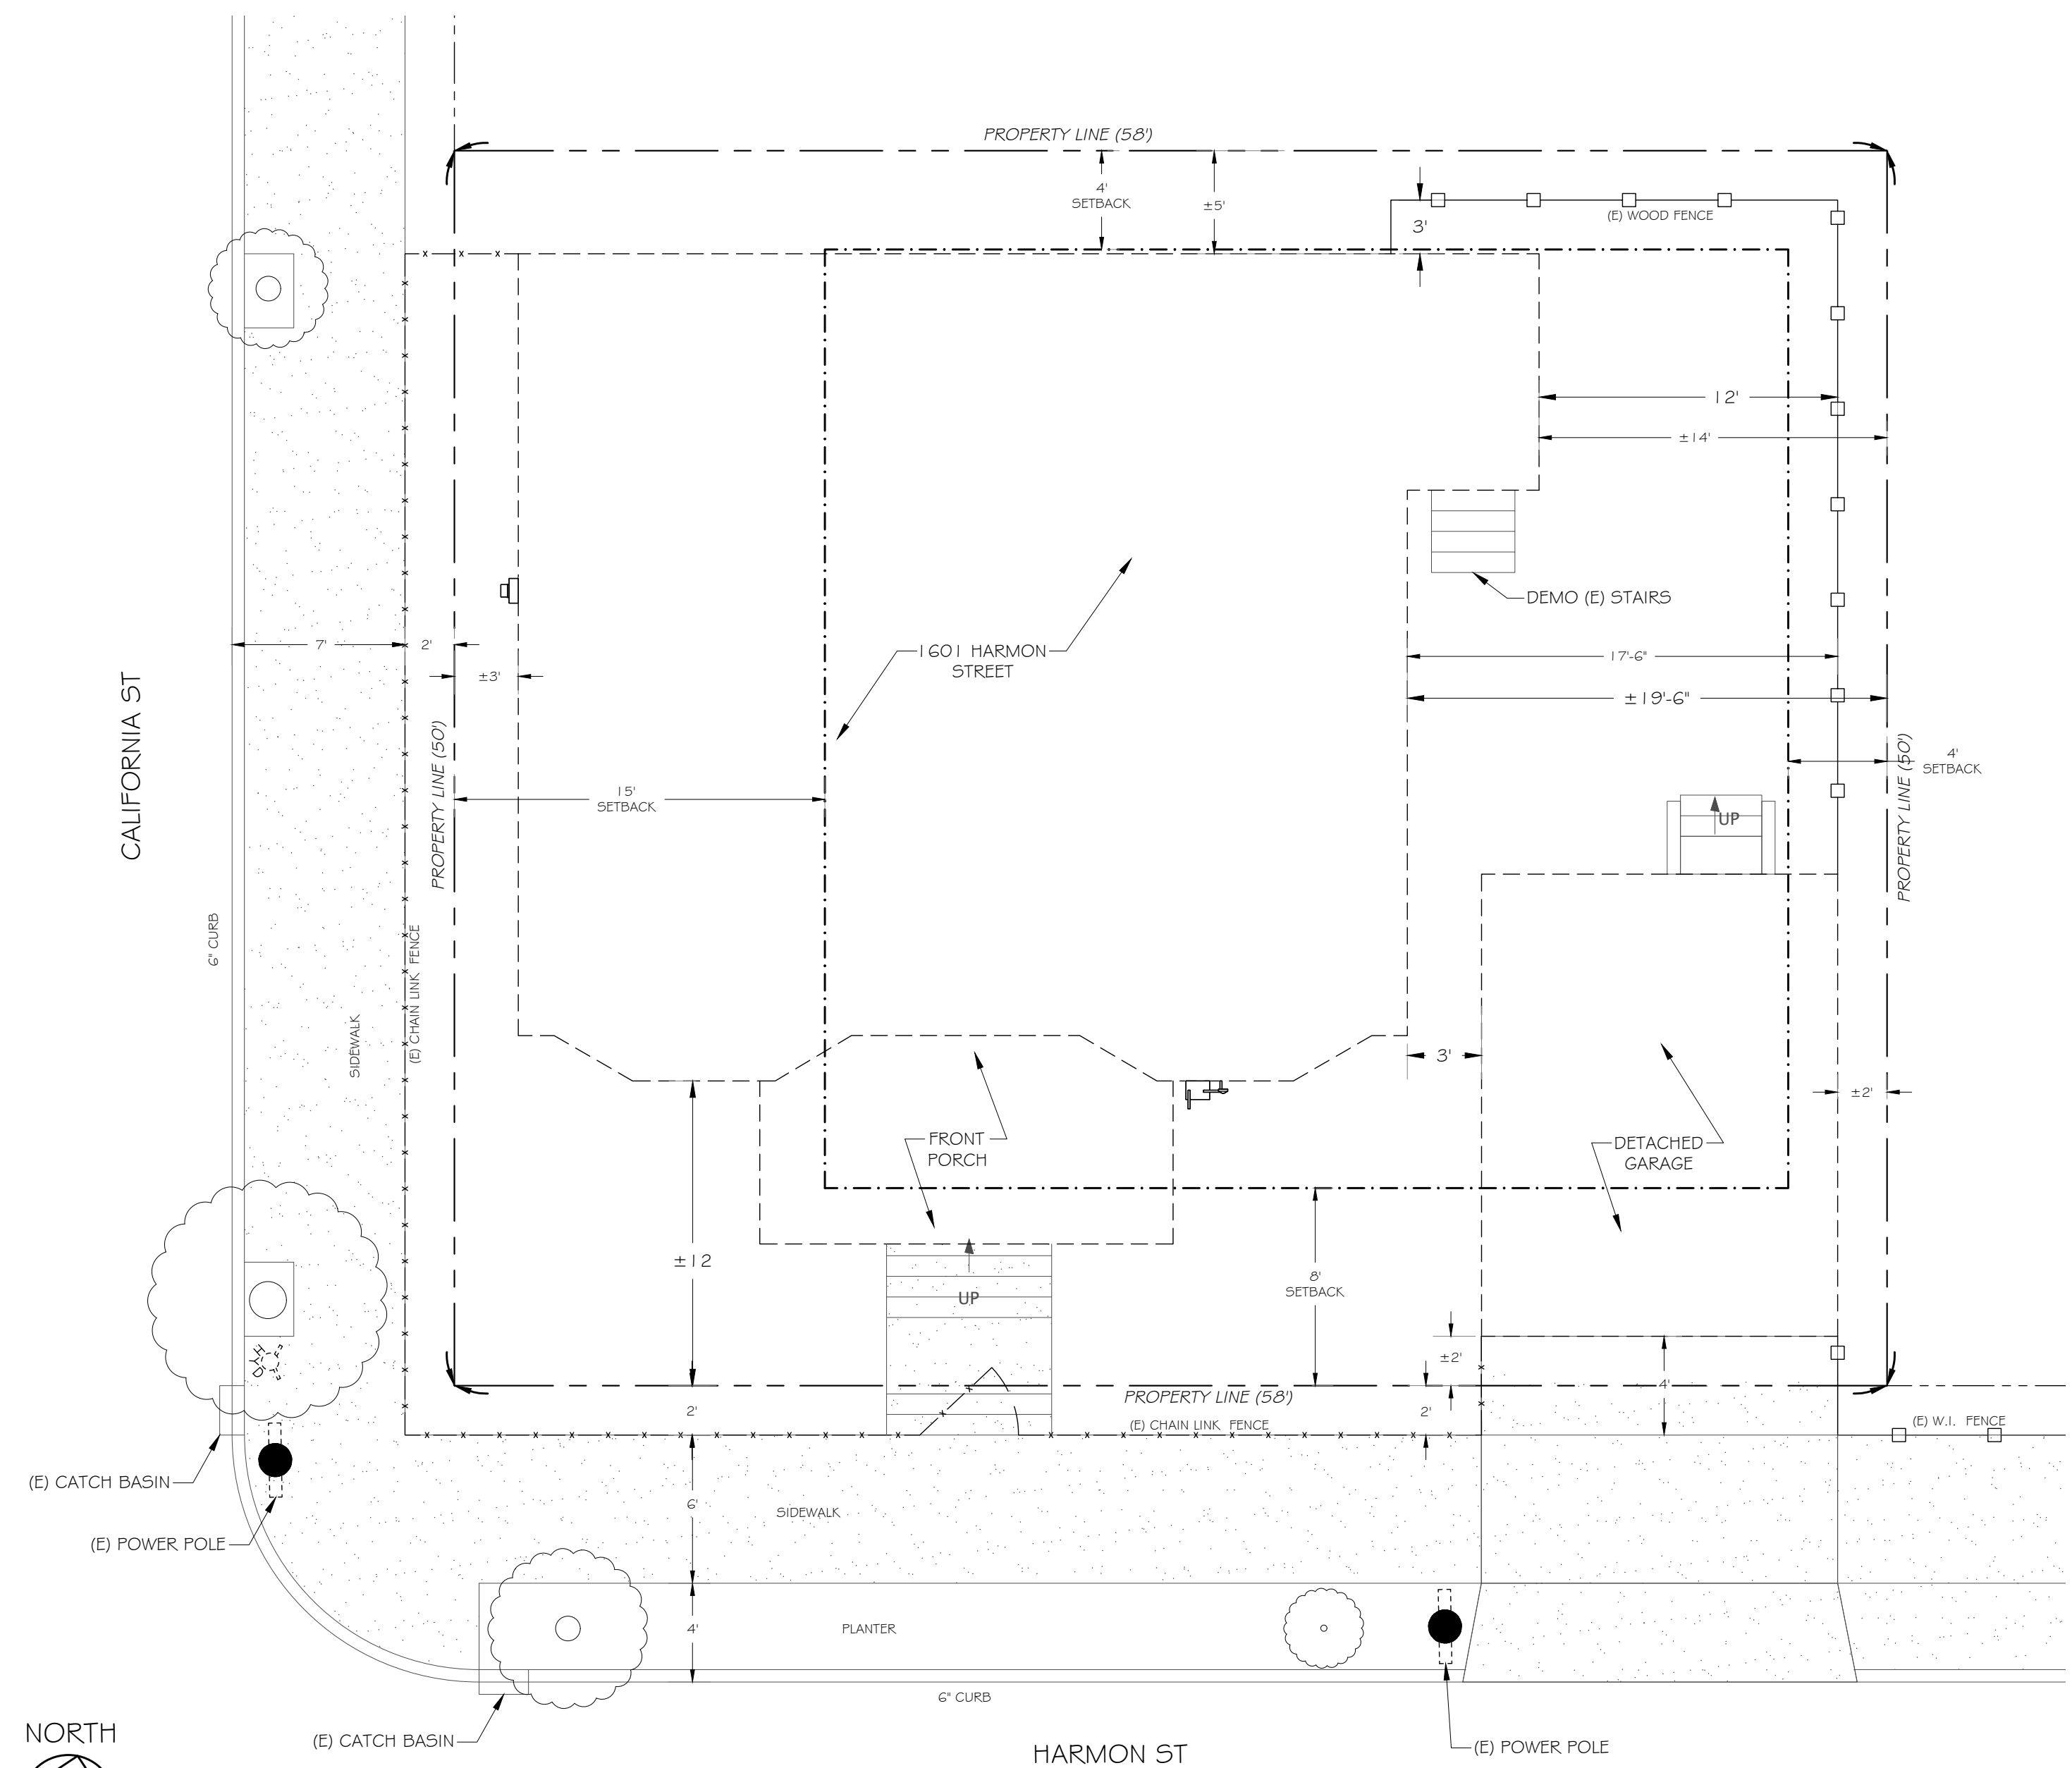 PROPERTY LINE (58')
4'
SETBACK
±5'
3'
(E) WOOD FENCE
12'
±14'
DEMO (E) STAIRS
7'
2'
±3'
1601 HARMON
STREET
17'-6"
±19'-6"
CALIFORNIA ST
PROPERTY LINE (50')
15'
SETBACK
4'
SETBACK
PROPERTY LINE (50')
UP
6" CURB
SIDEWALK
(E) CHAIN LINK FENCE
3'
±2'
FRONT
PORCH
DETACHED
GARAGE
±12
UP
8'
SETBACK
HYD
±2'
4'
PROPERTY LINE (58')
2'
2'
(E) CHAIN LINK FENCE
(E) W.I. FENCE
(E) CATCH BASIN
6'
SIDEWALK
(E) POWER POLE
4'
PLANTER
6" CURB
NORTH
(E) CATCH BASIN
HARMON ST
(E) POWER POLE